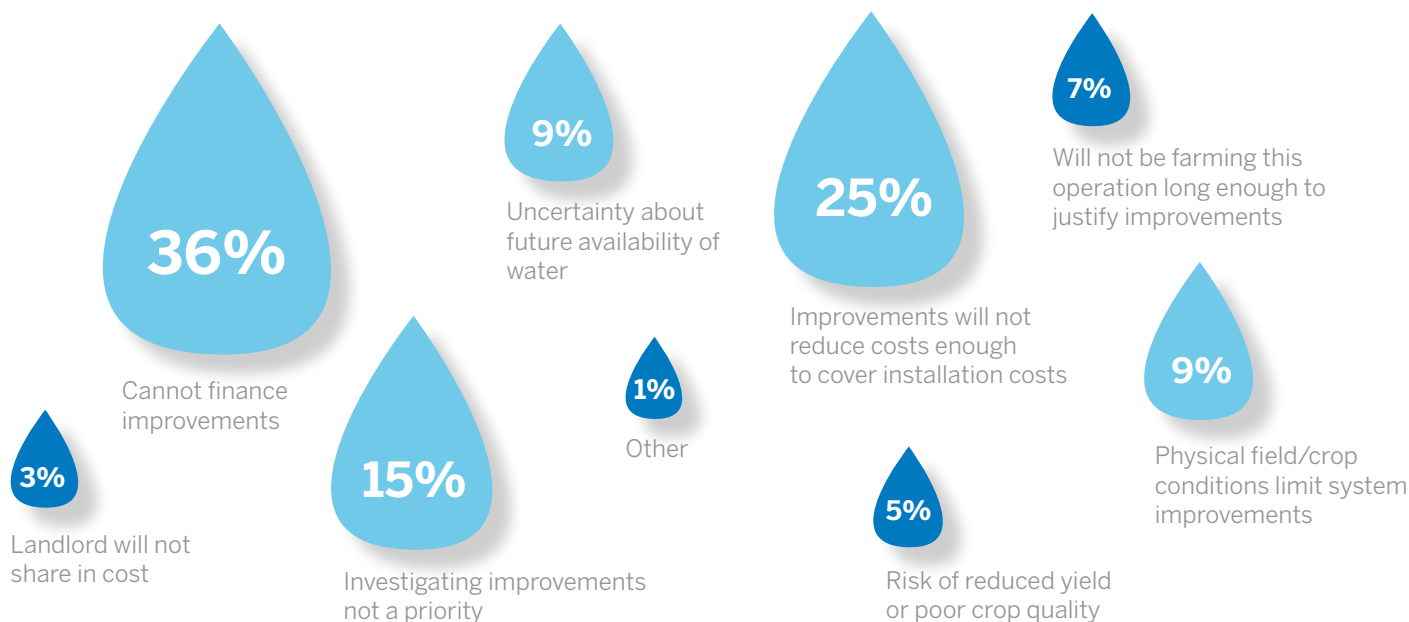 36%
Cannot finance
improvements
9%
Uncertainty about
future availability of
water
25%
Improvements will not
reduce costs enough
to cover installation costs
7%
Will not be farming this
operation long enough to
justify improvements
3%
Landlord will not
share in cost
15%
Investigating improvements
not a priority
1%
Other
5%
Risk of reduced yield
or poor crop quality
9%
Physical field/crop
conditions limit system
improvements